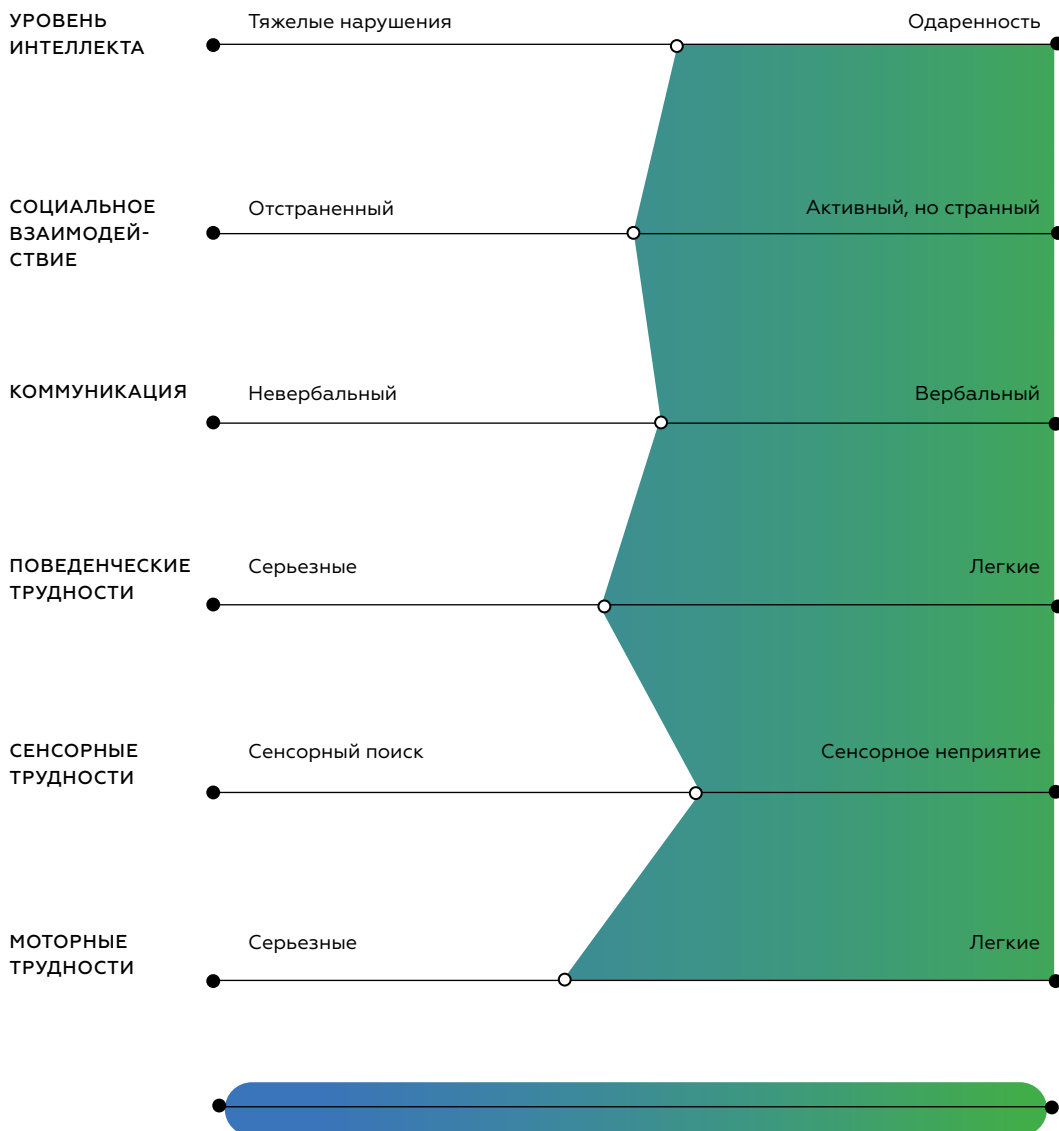 УРОВЕНЬ
ИНТЕЛЛЕКТА
Тяжелые нарушения
Одаренность
СОЦИАЛЬНОЕ
ВЗАИМОДЕЙ-
СТВИЕ
Отстраненный
Активный, но странный
КОММУНИКАЦИЯ
Невербальный
Вербальный
ПОВЕДЕНЧЕСКИЕ
ТРУДНОСТИ
Серьезные
Легкие
СЕНСОРНЫЕ
ТРУДНОСТИ
Сенсорный поиск
Сенсорное неприятие
МОТОРНЫЕ
ТРУДНОСТИ
Серьезные
Легкие